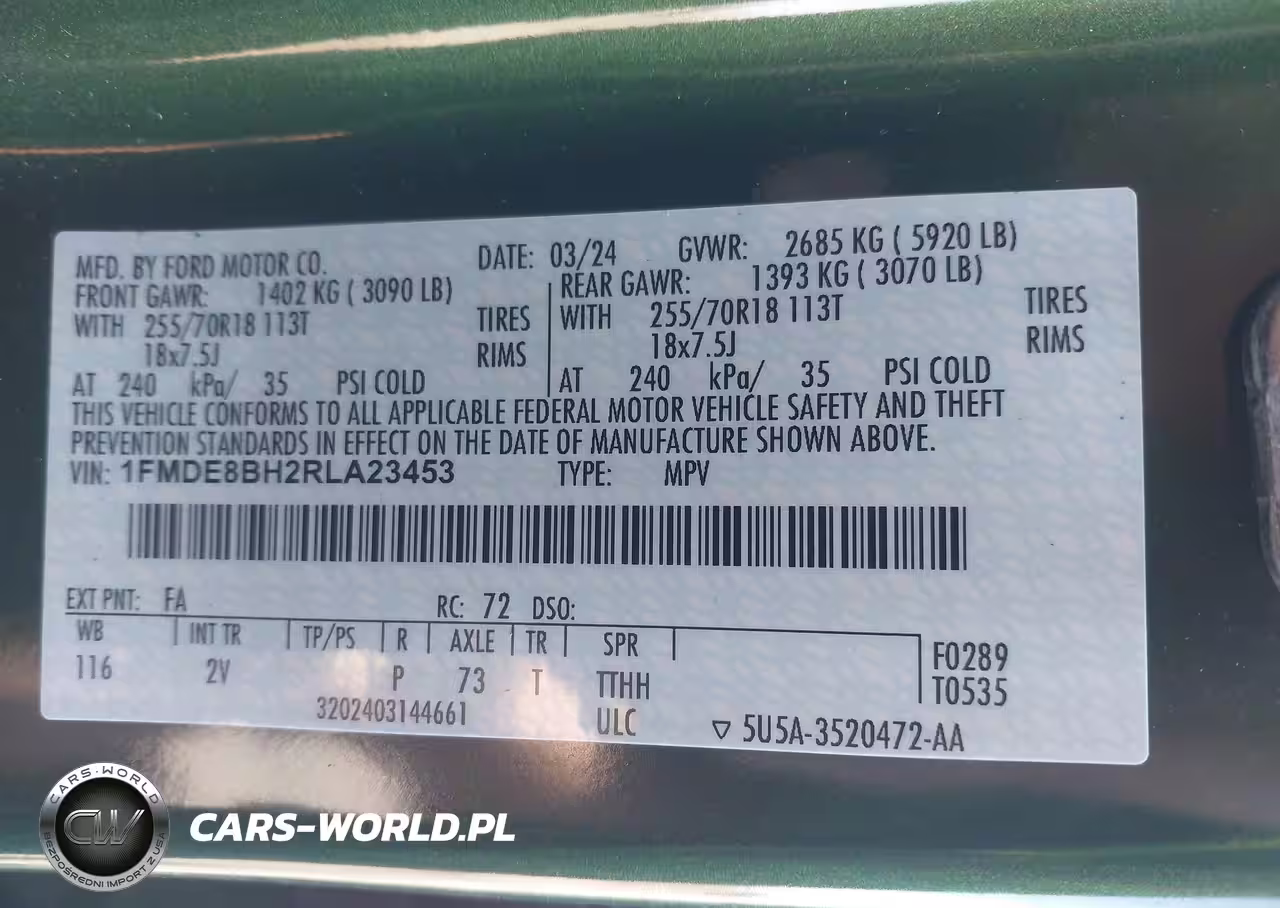 MFD. BY FORD MOTOR CO. DATE: 03/24 GVWR: 2685 KG ( 5920 LB)
FRONT GAWR: 1402 KG ( 3090 LB) REAR GAWR: 1393 KG ( 3070 LB)
WITH 255/70R18 113T TIRES WITH 255/70R18 113T TIRES
18x7.5J RIMS 18x7.5J RIMS
AT 240 kPa/ 35 PSI COLD AT 240 kPa/ 35 PSI COLD
THIS VEHICLE CONFORMS TO ALL APPLICABLE FEDERAL MOTOR VEHICLE SAFETY AND THEFT
PREVENTION STANDARDS IN EFFECT ON THE DATE OF MANUFACTURE SHOWN ABOVE.
VIN: 1FMDE8BH2RLA23453 TYPE: MPV
EXT PNT: FA RC: 72 DSO:
WB INT TR TP/PS R AXLE TR SPR F0289
116 2V P 73 T TTHH T0535
3202403144661 ULC ▽ 5U5A-3520472-AA
CARS-WORLD
CW
BEZPOŚREDNI IMPORT Z USA
CARS-WORLD.PL